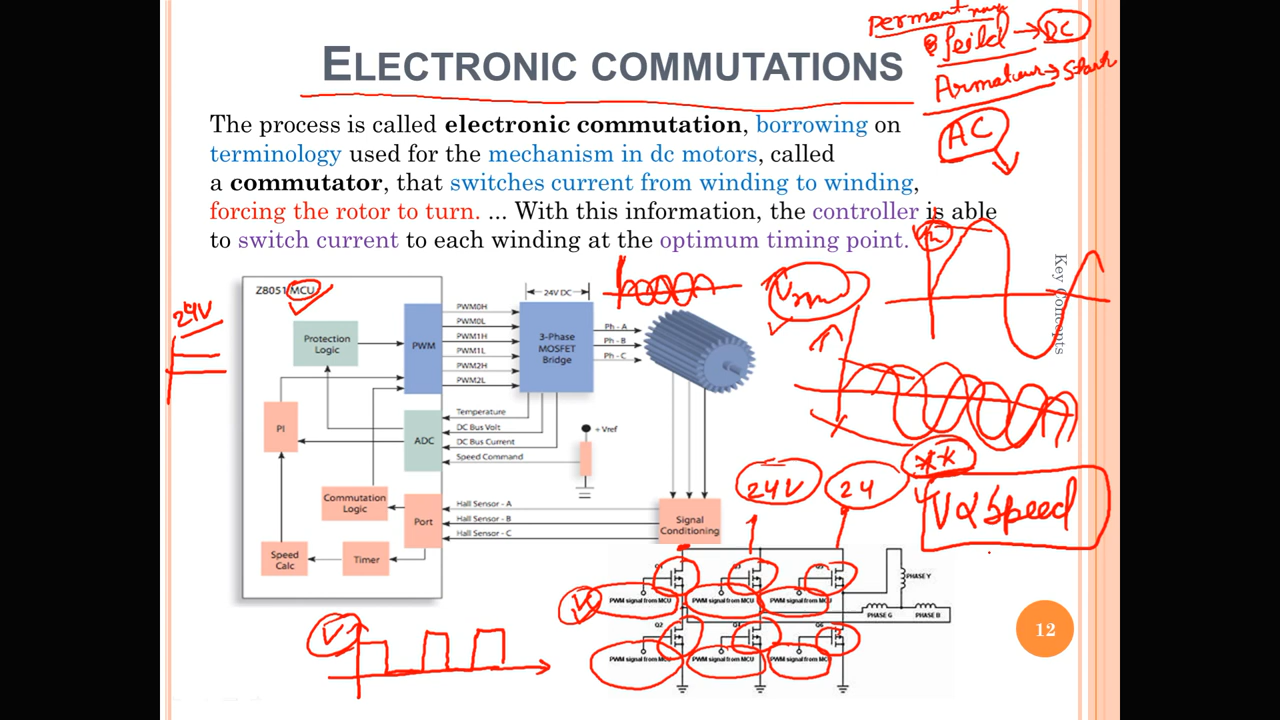 ELECTRONIC COMMUTATIONS
The process is called electronic commutation, borrowing on
terminology used for the mechanism in dc motors, called
a commutator, that switches current from winding to winding,
forcing the rotor to turn. ... With this information, the controller is able
to switch current to each winding at the optimum timing point.
feild → DC
AC
Key Concepts
Z8051 MCU
24V
Protection
Logic
PWM
PWM0H
PWM0L
PWM1H
PWM1L
PWM2H
PWM2L
24V DC
3-Phase
MOSFET
Bridge
Ph - A
Ph - B
Ph - C
PI
ADC
Temperature
DC Bus Volt
DC Bus Current
Speed Command
+ Vref
Commutation
Logic
Port
Hall Sensor - A
Hall Sensor - B
Hall Sensor - C
Signal
Conditioning
Speed
Calc
Timer
24V
24
**
V α Speed
V
PWM signal from MCU
PWM signal from MCU
PWM signal from MCU
Q2
Q6
PWM signal from MCU
PWM signal from MCU
PWM signal from MCU
PHASE Y
PHASE G
PHASE B
12